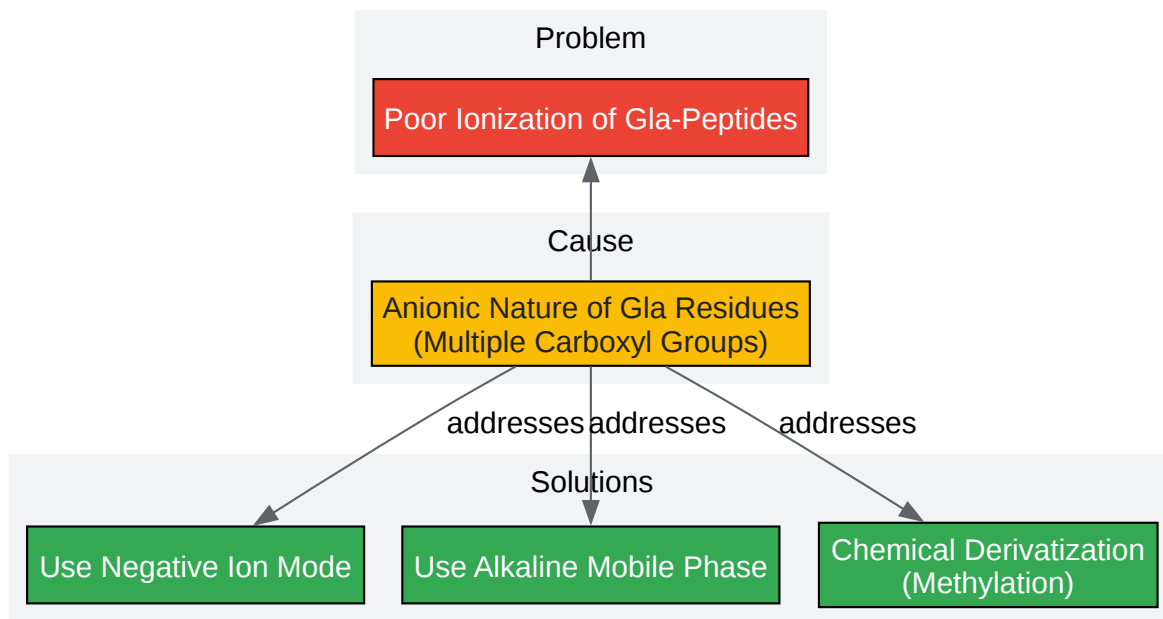 Problem
Poor Ionization of Gla-Peptides
Cause
Anionic Nature of Gla Residues
(Multiple Carboxyl Groups)
addresses
addresses
addresses
Solutions
Use Negative Ion Mode
Use Alkaline Mobile Phase
Chemical Derivatization
(Methylation)